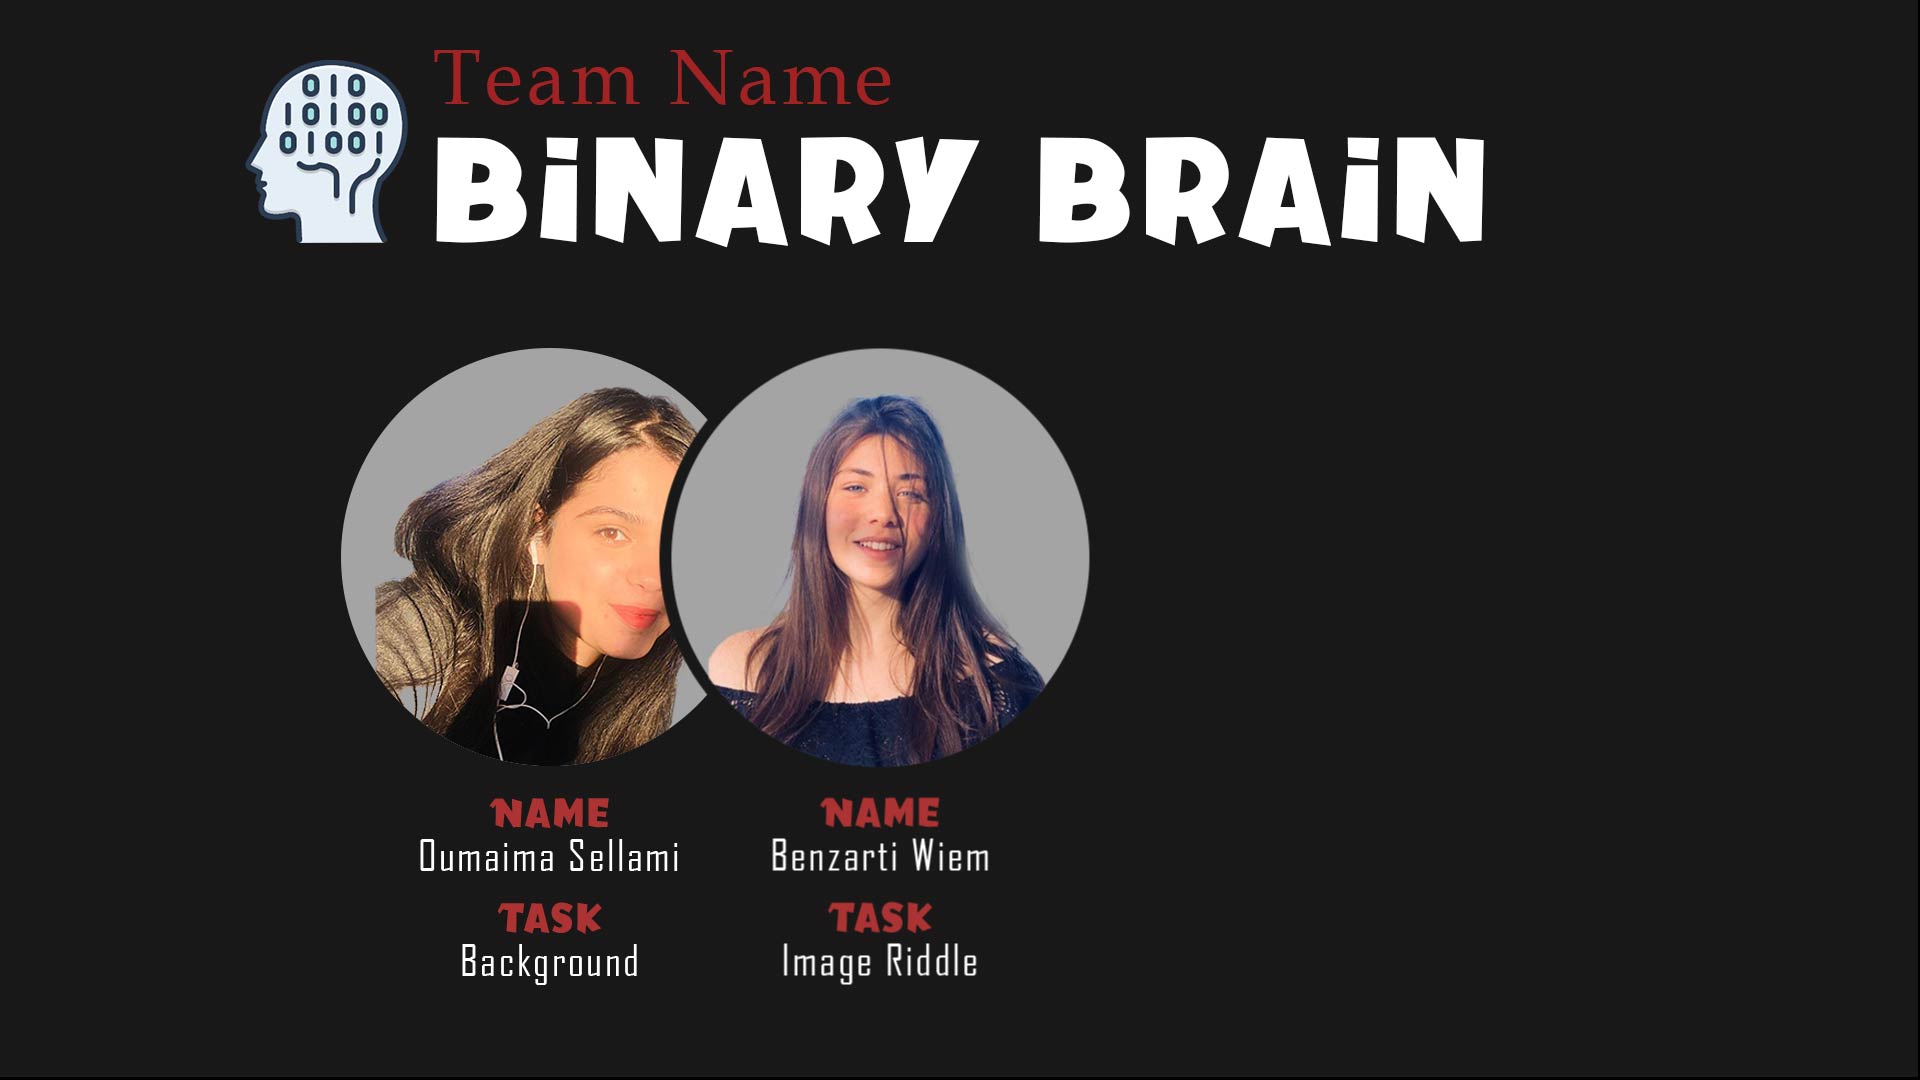 010
10100
01001
Team Name
BiNARY BRAiN
NAME
Oumaima Sellami
TASK
Background
NAME
Benzarti Wiem
TASK
Image Riddle